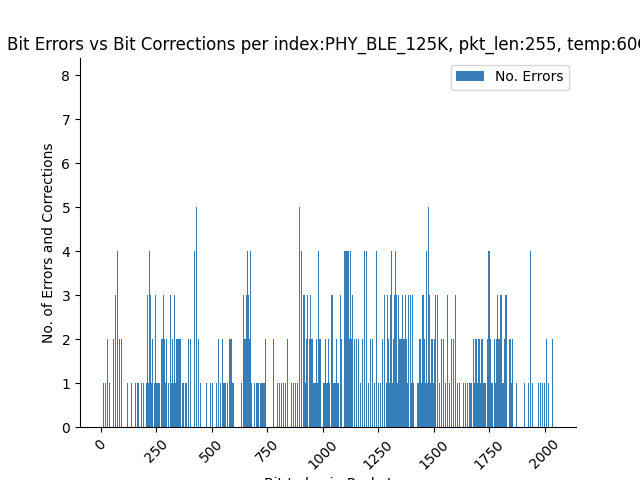 Bit Errors vs Bit Corrections per index:PHY_BLE_125K, pkt_len:255, temp:606
No. Errors
No. of Errors and Corrections
8
7
6
5
4
3
2
1
0
0 250 500 750 1000 1250 1500 1750 2000